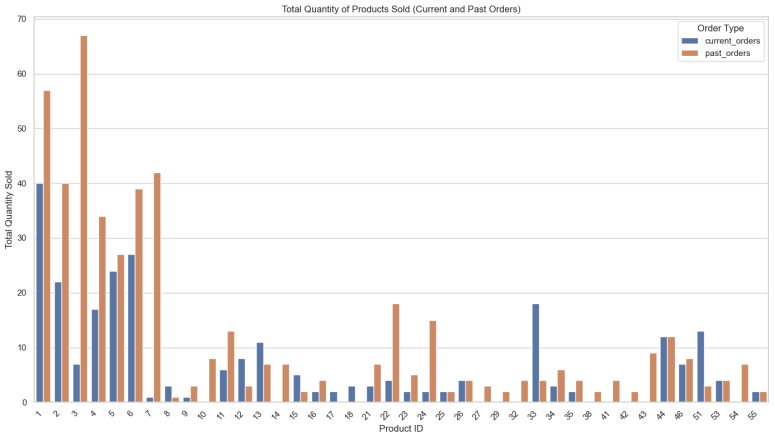 Total Quantity of Products Sold (Current and Past Orders)
70
60
50
40
30
20
10
0
Total Quantity Sold
Order Type
current_orders
past_orders
1 2 3 4 5 6 7 8 9 10 11 12 13 14 15 16 17 18 21 22 23 24 25 26 27 29 32 33 34 35 38 41 42 43 44 46 51 53 54 55
Product ID